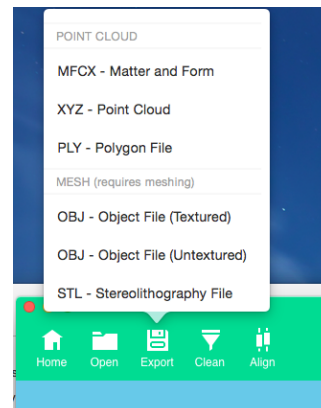 POINT CLOUD
MFCX - Matter and Form
XYZ - Point Cloud
PLY - Polygon File
MESH (requires meshing)
OBJ - Object File (Textured)
OBJ - Object File (Untextured)
STL - Stereolithography File
Home Open Export Clean Align